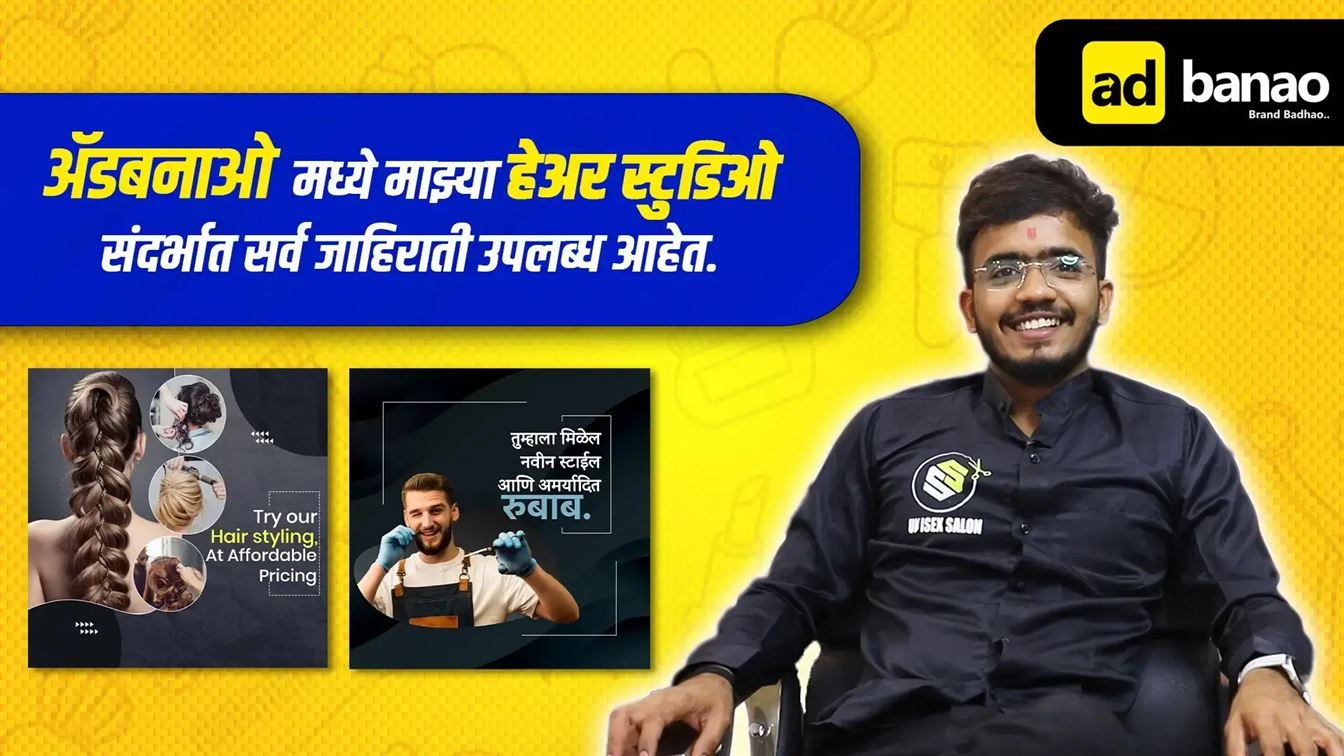 ad banao
Brand Badhao..
ॲडबनाओ मध्ये माझ्या हेअर स्टुडिओ
संदर्भात सर्व जाहिराती उपलब्ध आहेत.
Try our
Hair styling,
At Affordable
Pricing
तुम्हाला मिळेल
नवीन स्टाईल
आणि अमर्यादित
रुबाब.
SS
UNISEX SALON